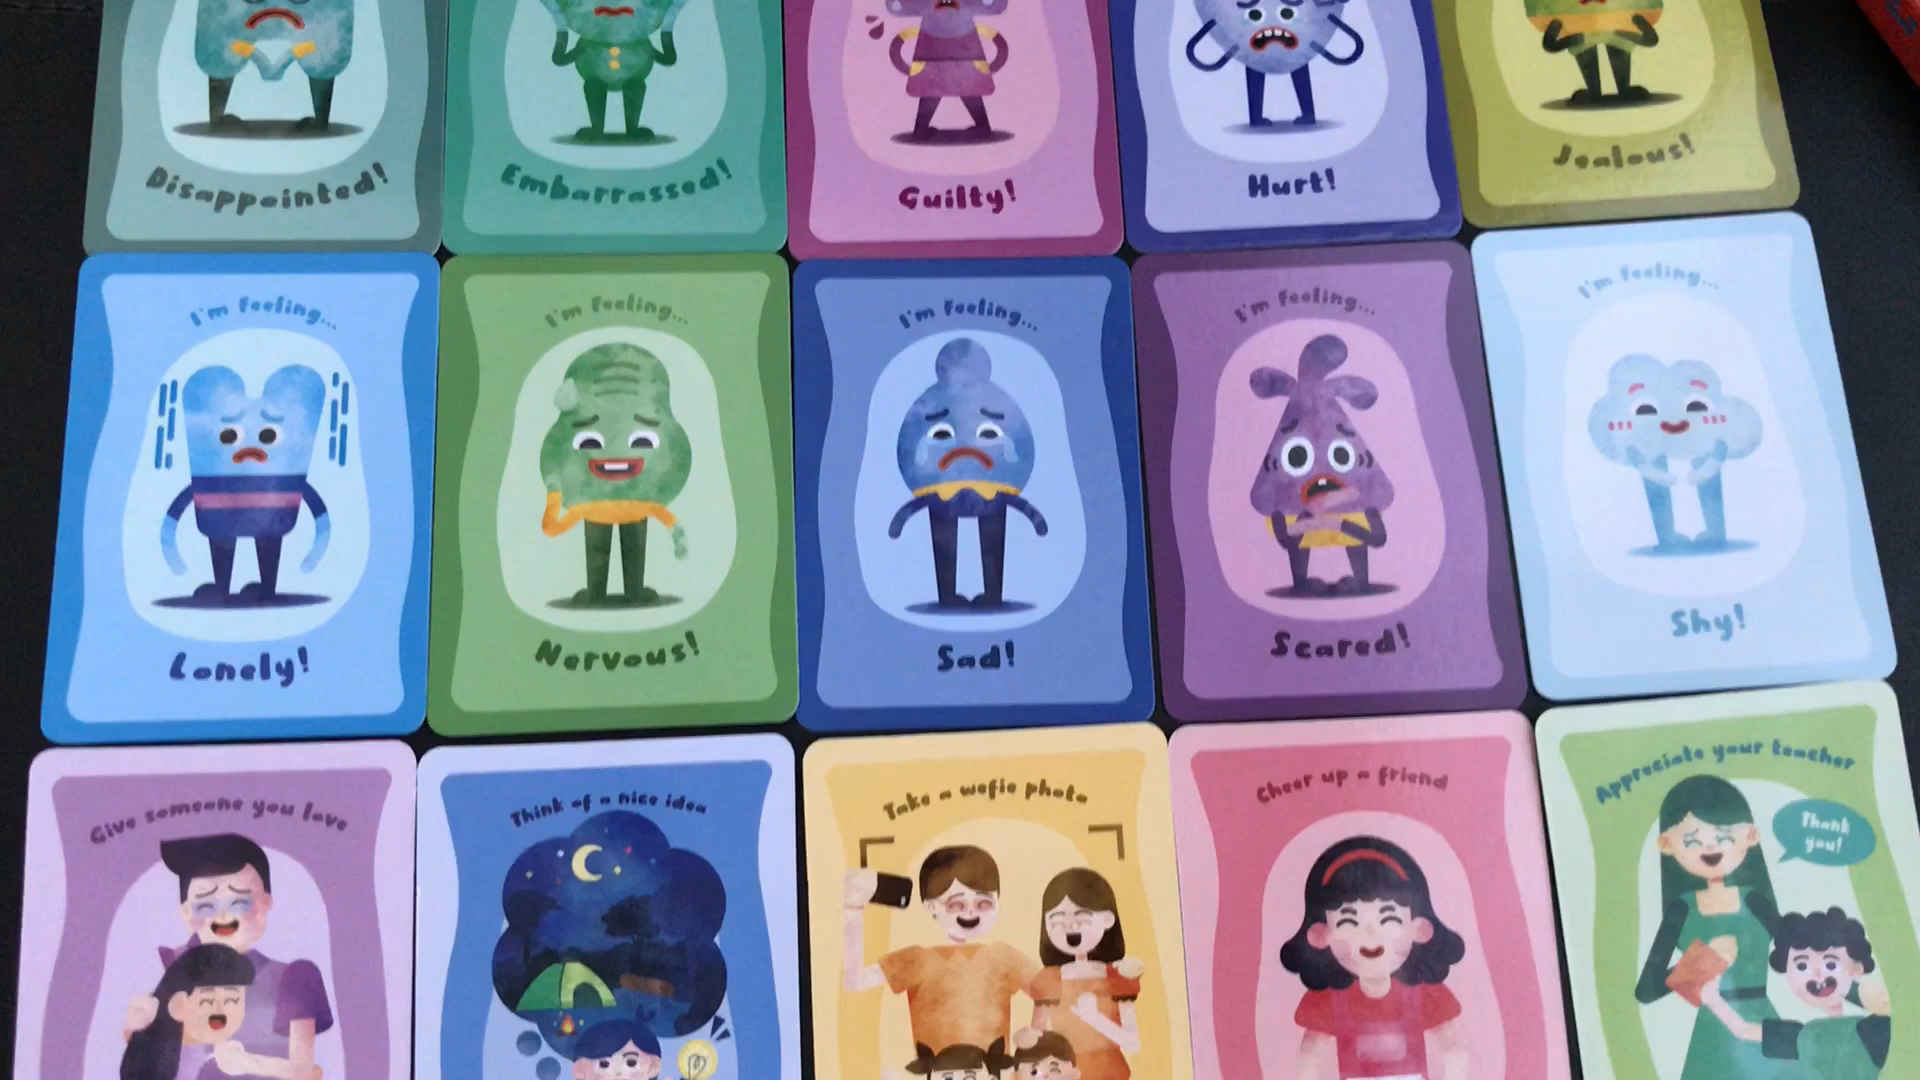 Disappointed!
Embarrassed!
Guilty!
Hurt!
Jealous!
I'm feeling...
Lonely!
I'm feeling...
Nervous!
I'm feeling...
Sad!
I'm feeling...
Scared!
I'm feeling...
Shy!
Give someone you love
Think of a nice idea
Take a wefie photo
Cheer up a friend
Appreciate your teacher
Thank
you!